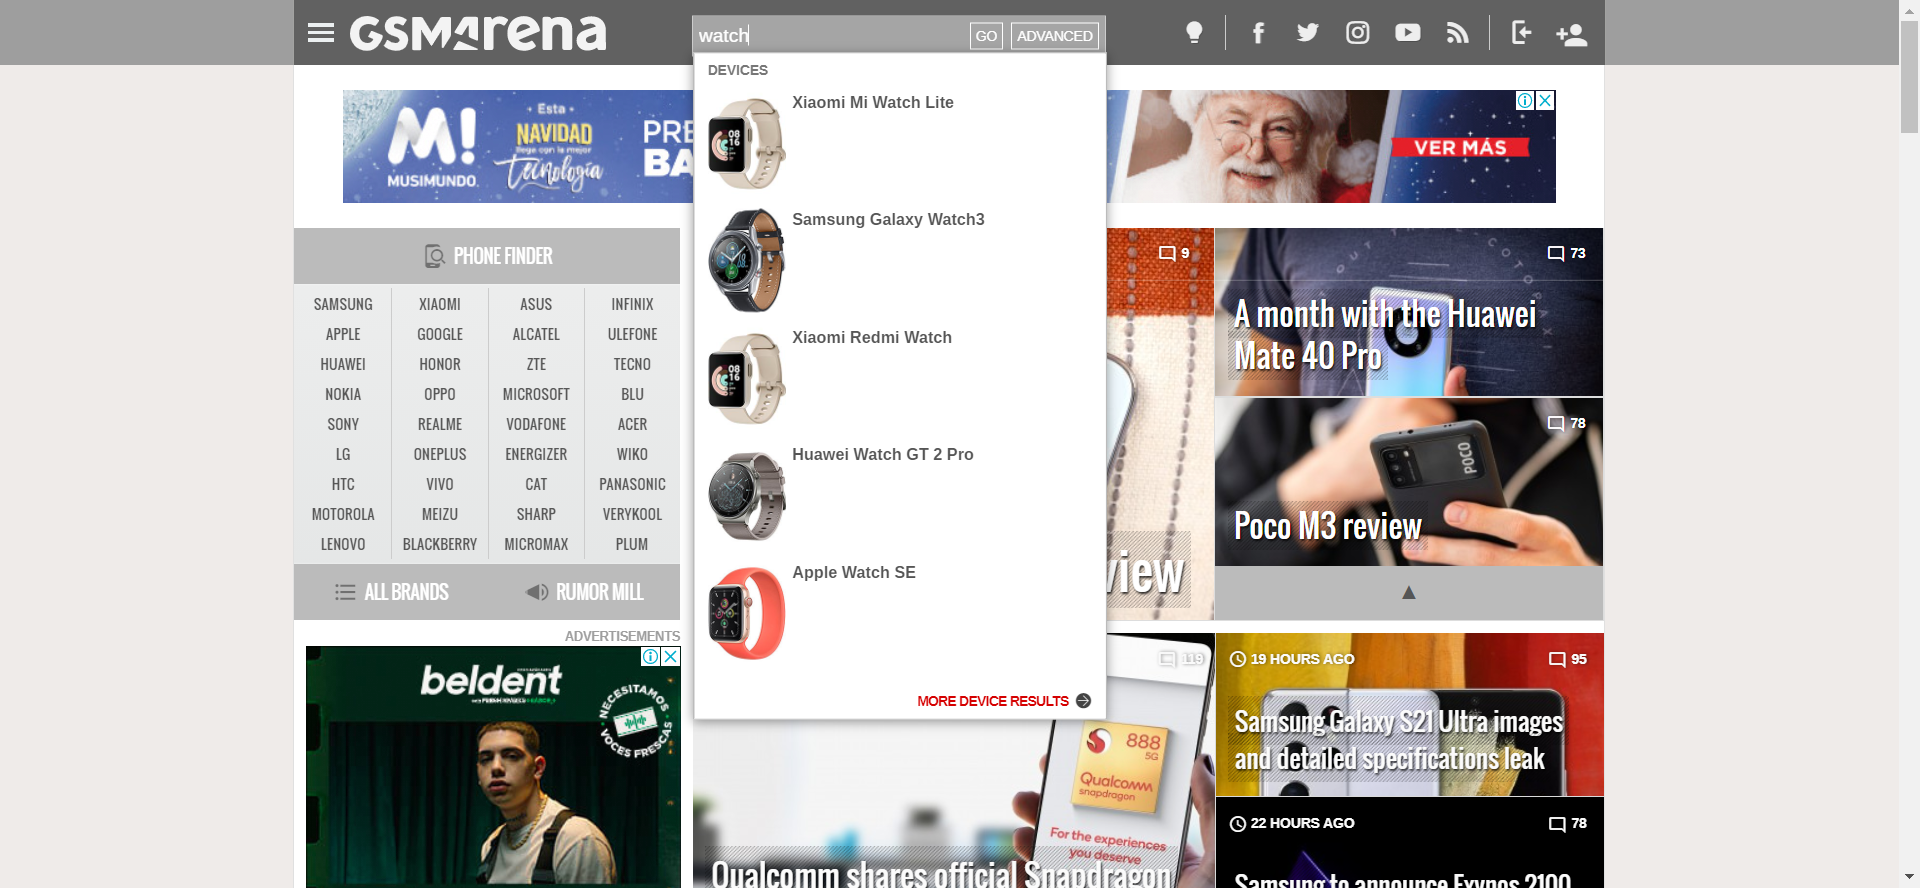 GSMArena
watch
GO
ADVANCED
DEVICES
Xiaomi Mi Watch Lite
Samsung Galaxy Watch3
Xiaomi Redmi Watch
Huawei Watch GT 2 Pro
Apple Watch SE
MORE DEVICE RESULTS
M!
MUSIMUNDO
Esta
NAVIDAD
llega con la mejor
Tecnología
PRE
BA
VER MÁS
PHONE FINDER
SAMSUNG XIAOMI ASUS INFINIX
APPLE GOOGLE ALCATEL ULEFONE
HUAWEI HONOR ZTE TECNO
NOKIA OPPO MICROSOFT BLU
SONY REALME VODAFONE ACER
LG ONEPLUS ENERGIZER WIKO
HTC VIVO CAT PANASONIC
MOTOROLA MEIZU SHARP VERYKOOL
LENOVO BLACKBERRY MICROMAX PLUM
ALL BRANDS
RUMOR MILL
9
view
73
A month with the Huawei
Mate 40 Pro
78
POCO
Poco M3 review
▲
ADVERTISEMENTS
beldent
NECESITAMOS
VOCES FRESCAS
119
888
5G
Qualcomm
snapdragon
For the experiences
you deserve
Qualcomm shares official Snapdragon
19 HOURS AGO
95
Samsung Galaxy S21 Ultra images
and detailed specifications leak
22 HOURS AGO
78
Samsung to announce Exynos 2100